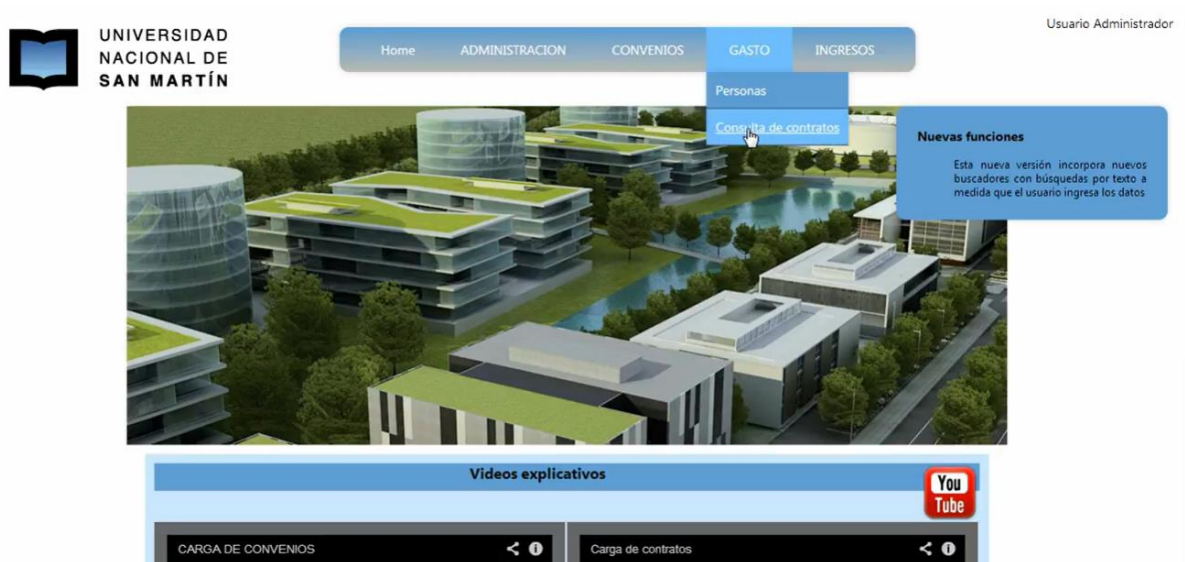 Usuario Administrador
UNIVERSIDAD
NACIONAL DE
SAN MARTÍN
Home ADMINISTRACION CONVENIOS GASTO INGRESOS
Personas
Consulta de contratos
Nuevas funciones
Esta nueva versión incorpora nuevos
buscadores con búsquedas por texto a
medida que el usuario ingresa los datos
Videos explicativos
You
Tube
CARGA DE CONVENIOS
Carga de contratos